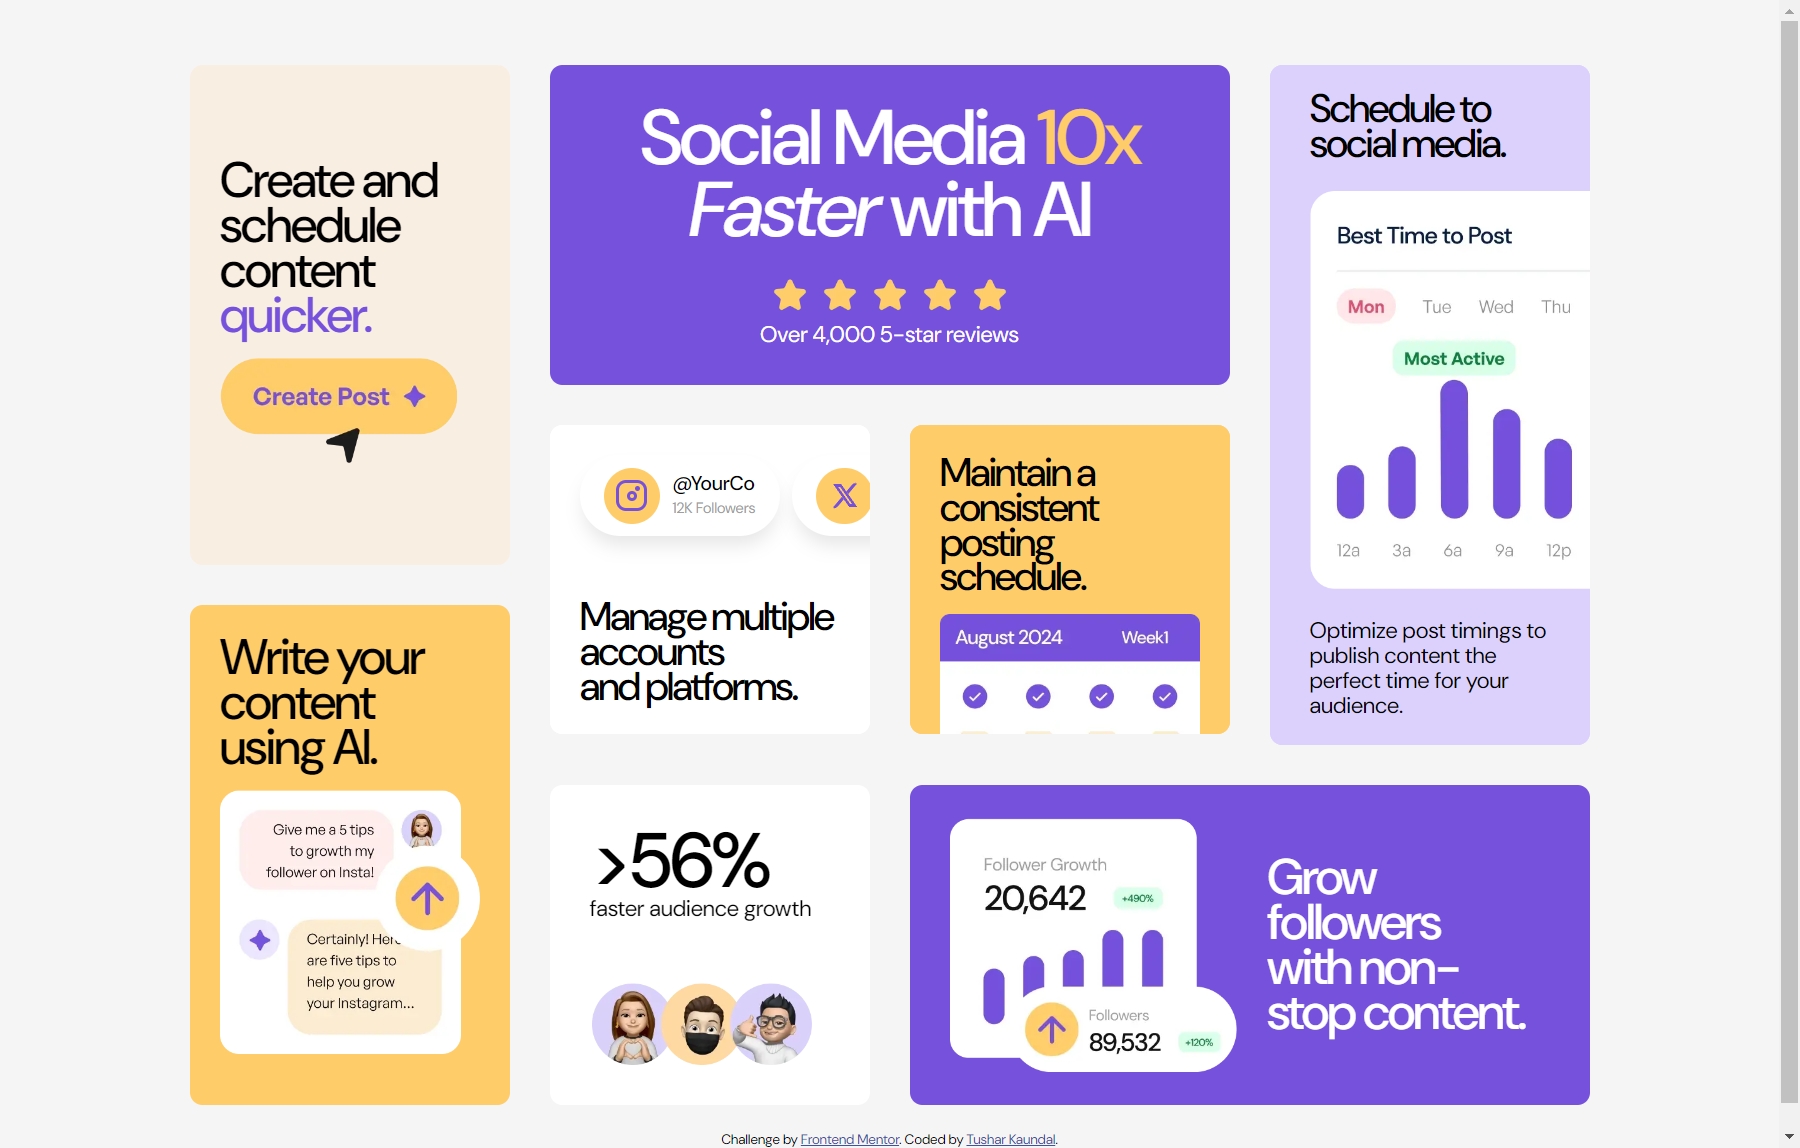 Create and
schedule
content
quicker.
Create Post
Social Media 10x
Faster with AI
Over 4,000 5-star reviews
Schedule to
social media.
Best Time to Post
Mon Tue Wed Thu
Most Active
12a 3a 6a 9a 12p
Optimize post timings to
publish content the
perfect time for your
audience.
@YourCo
12K Followers
Manage multiple
accounts
and platforms.
Maintain a
consistent
posting
schedule.
August 2024 Week1
Write your
content
using AI.
Give me a 5 tips
to growth my
follower on Insta!
Certainly! Here
are five tips to
help you grow
your Instagram...
>56%
faster audience growth
Follower Growth
20,642 +490%
Followers
89,532 +120%
Grow
followers
with non-
stop content.
Challenge by Frontend Mentor. Coded by Tushar Kaundal.